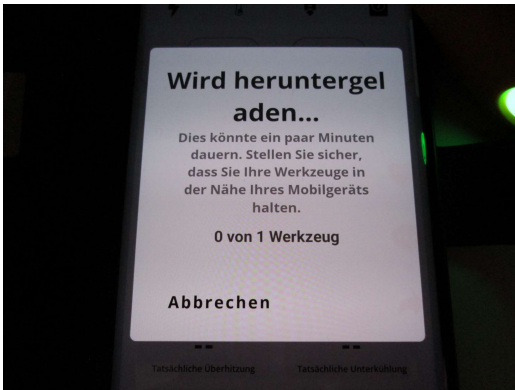 Wird heruntergel
aden...
Dies könnte ein paar Minuten
dauern. Stellen Sie sicher,
dass Sie Ihre Werkzeuge in
der Nähe Ihres Mobilgeräts
halten.
0 von 1 Werkzeug
Abbrechen
-- --
Tatsächliche Überhitzung Tatsächliche Unterkühlung